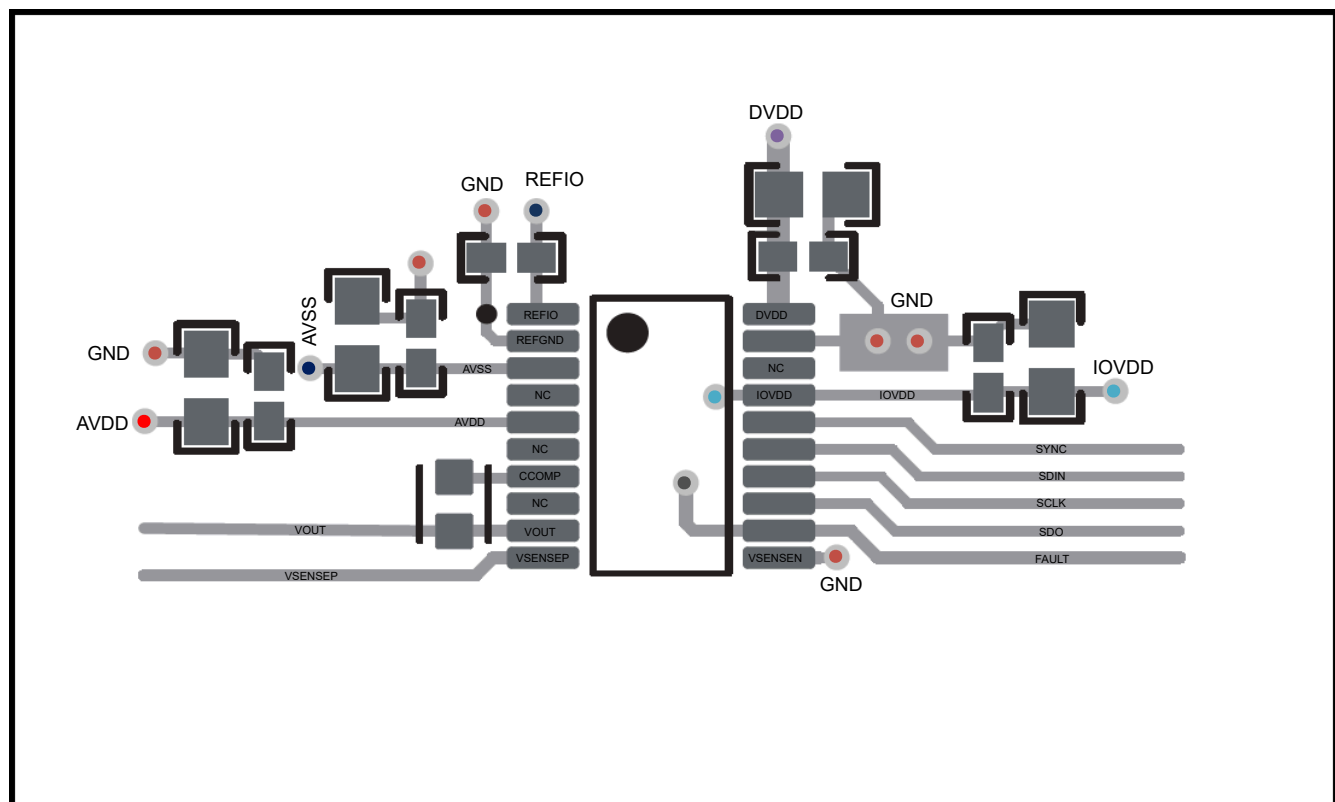 DVDD
GND
REFIO
AVSS
GND
AVDD
REFIO
REFGND
AVSS
NC
AVDD
NC
CCOMP
NC
VOUT
VOUT
VSENSEP
VSENSEP
DVDD
GND
NC
IOVDD
IOVDD
IOVDD
SYNC
SDIN
SCLK
SDO
FAULT
VSENSEN
GND